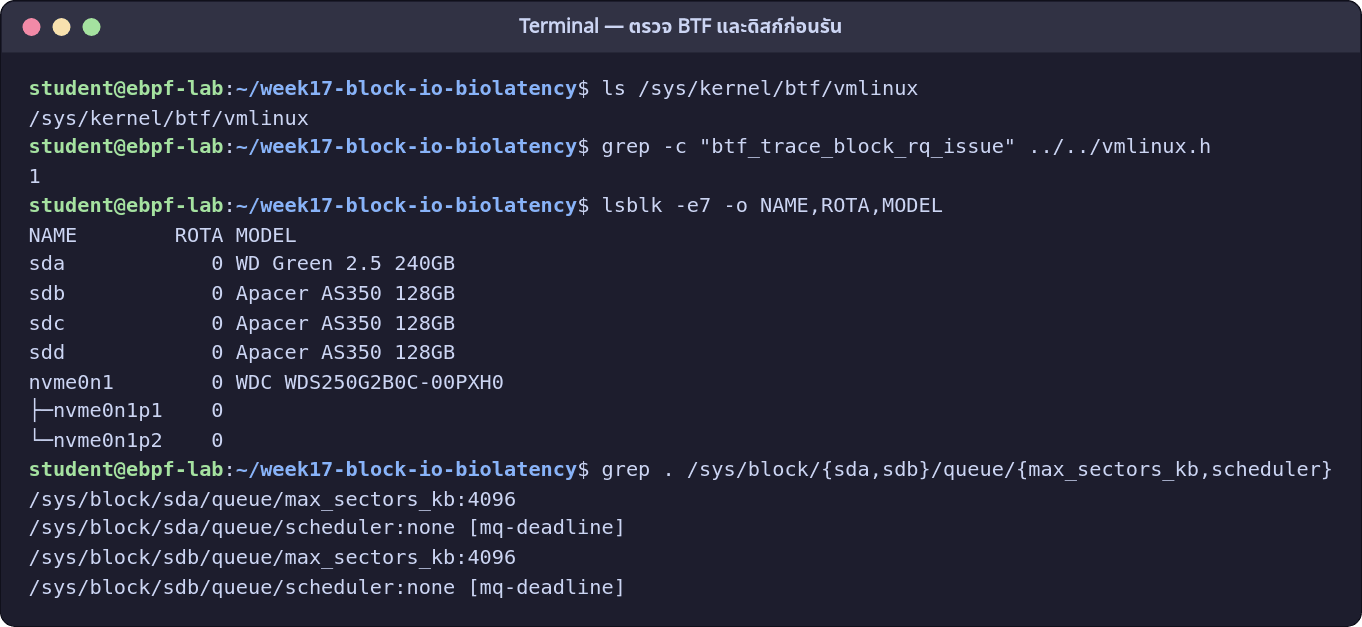 Terminal — ตรวจ BTF และดิสก์ก่อนรัน
student@ebpf-lab:~/week17-block-io-biolatency$ ls /sys/kernel/btf/vmlinux
/sys/kernel/btf/vmlinux
student@ebpf-lab:~/week17-block-io-biolatency$ grep -c "btf_trace_block_rq_issue" ../../vmlinux.h
1
student@ebpf-lab:~/week17-block-io-biolatency$ lsblk -e7 -o NAME,ROTA,MODEL
NAME        ROTA MODEL
sda            0 WD Green 2.5 240GB
sdb            0 Apacer AS350 128GB
sdc            0 Apacer AS350 128GB
sdd            0 Apacer AS350 128GB
nvme0n1        0 WDC WDS250G2B0C-00PXH0
├─nvme0n1p1    0
└─nvme0n1p2    0
student@ebpf-lab:~/week17-block-io-biolatency$ grep . /sys/block/{sda,sdb}/queue/{max_sectors_kb,scheduler}
/sys/block/sda/queue/max_sectors_kb:4096
/sys/block/sda/queue/scheduler:none [mq-deadline]
/sys/block/sdb/queue/max_sectors_kb:4096
/sys/block/sdb/queue/scheduler:none [mq-deadline]